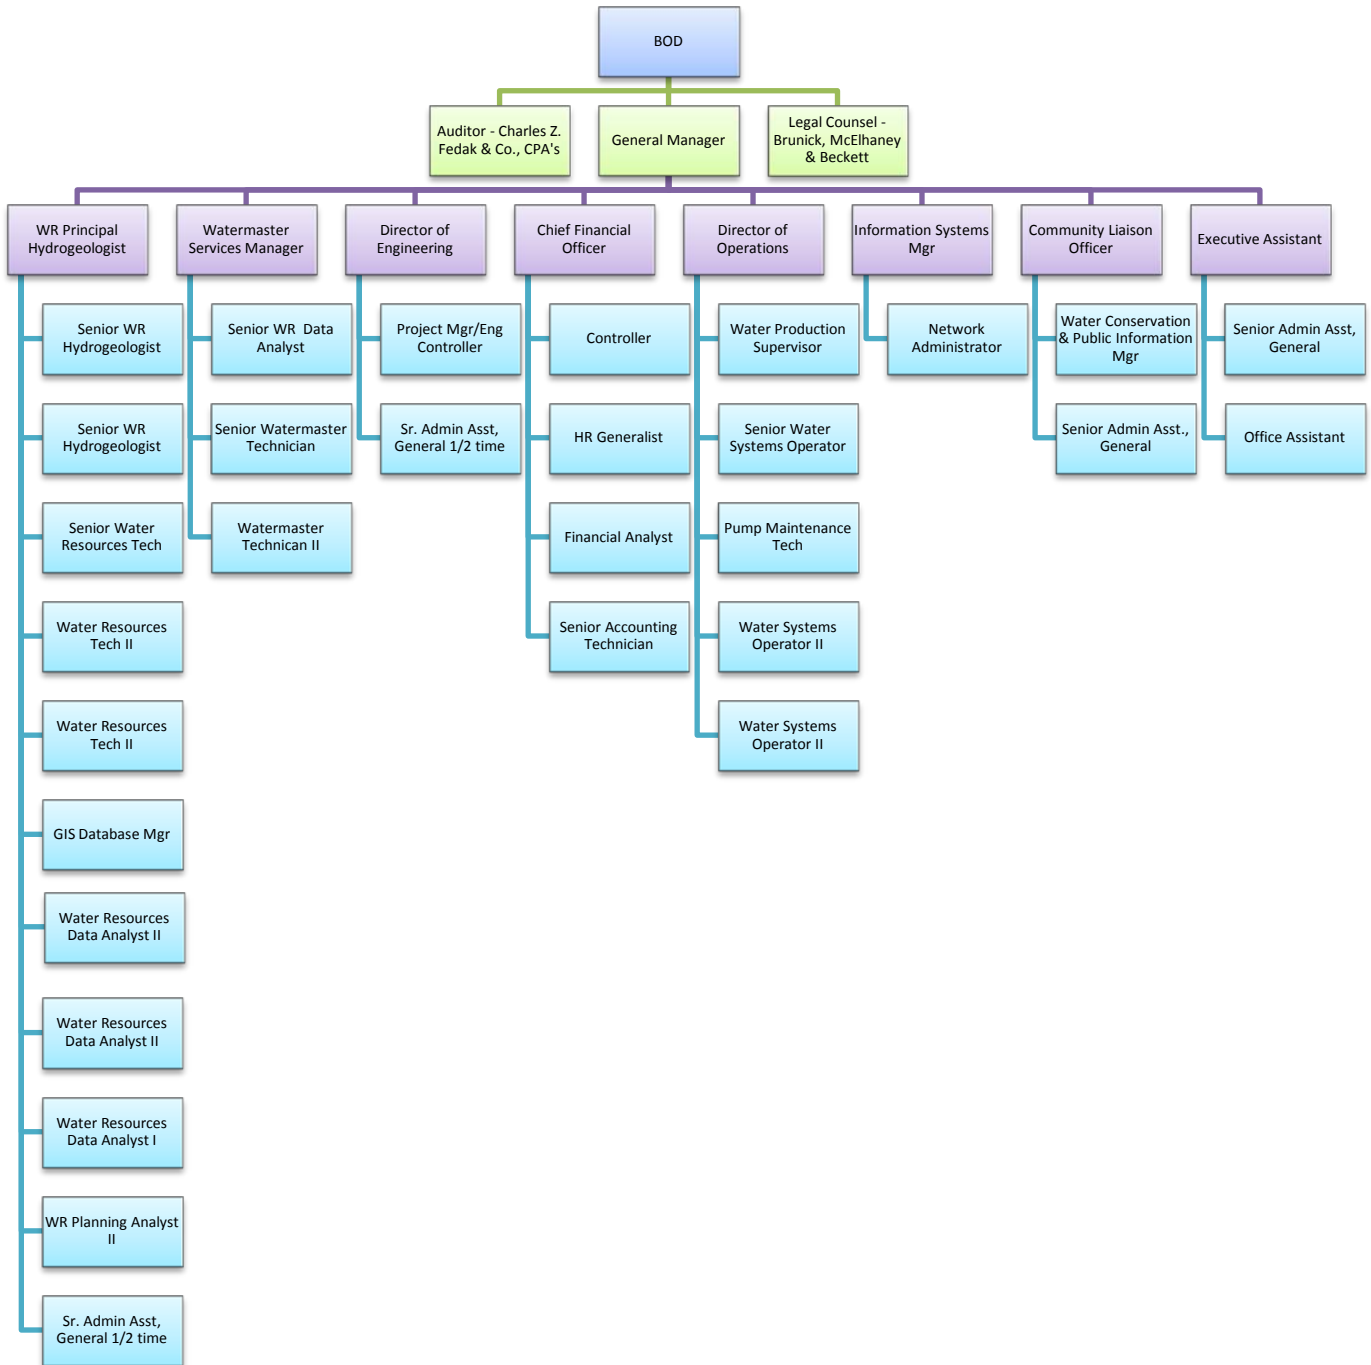 BOD
Auditor - Charles Z.
Fedak & Co., CPA's
General Manager
Legal Counsel -
Brunick, McElhaney
& Beckett
WR Principal
Hydrogeologist
Watermaster
Services Manager
Director of
Engineering
Chief Financial
Officer
Director of
Operations
Information Systems
Mgr
Community Liaison
Officer
Executive Assistant
Senior WR
Hydrogeologist
Senior WR
Hydrogeologist
Senior Water
Resources Tech
Water Resources
Tech II
Water Resources
Tech II
GIS Database Mgr
Water Resources
Data Analyst II
Water Resources
Data Analyst II
Water Resources
Data Analyst I
WR Planning Analyst
II
Sr. Admin Asst,
General 1/2 time
Senior WR  Data
Analyst
Senior Watermaster
Technician
Watermaster
Technican II
Project Mgr/Eng
Controller
Sr. Admin Asst,
General 1/2 time
Controller
HR Generalist
Financial Analyst
Senior Accounting
Technician
Water Production
Supervisor
Senior Water
Systems Operator
Pump Maintenance
Tech
Water Systems
Operator II
Water Systems
Operator II
Network
Administrator
Water Conservation
& Public Information
Mgr
Senior Admin Asst.,
General
Senior Admin Asst,
General
Office Assistant